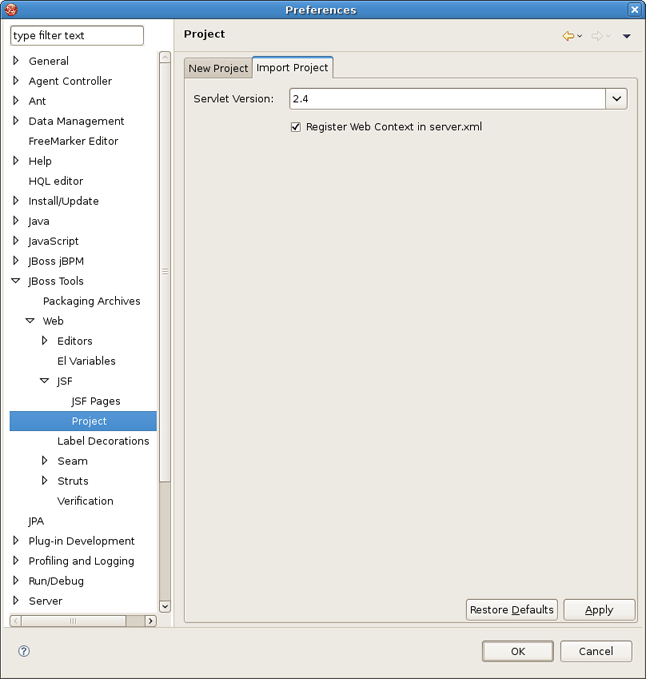 Preferences
type filter text
General
Agent Controller
Ant
Data Management
FreeMarker Editor
Help
HQL editor
Install/Update
Java
JavaScript
JBoss jBPM
JBoss Tools
Packaging Archives
Web
Editors
El Variables
JSF
JSF Pages
Project
Label Decorations
Seam
Struts
Verification
JPA
Plug-in Development
Profiling and Logging
Run/Debug
Server
Project
New Project Import Project
Servlet Version: 2.4
Register Web Context in server.xml
Restore Defaults Apply
? OK Cancel